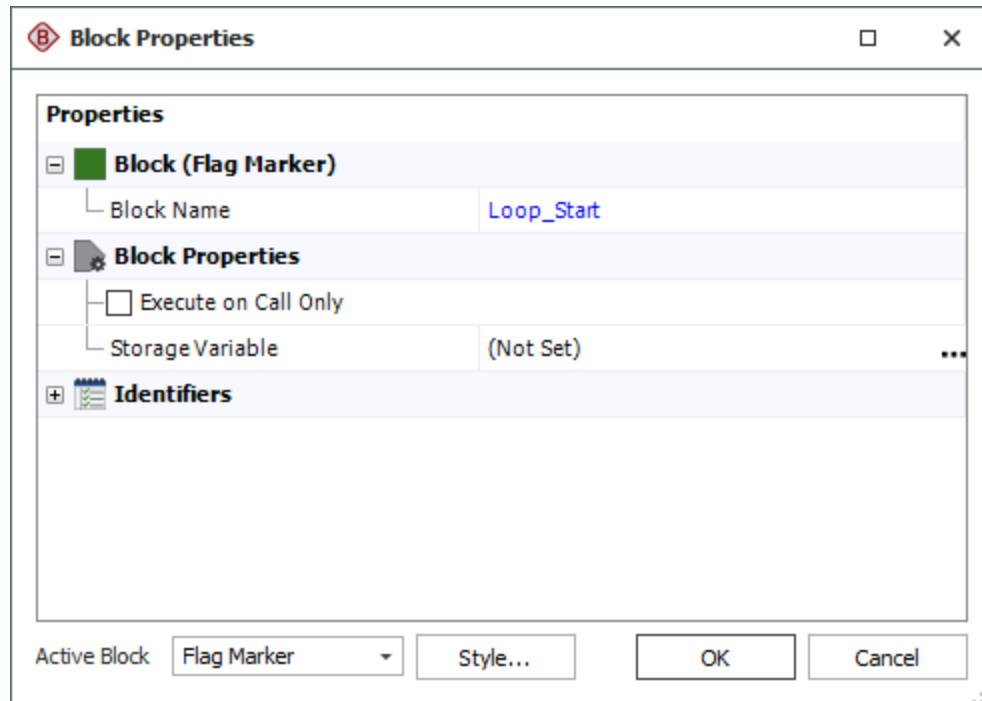 B Block Properties
Properties
Block (Flag Marker)
Block Name Loop_Start
Block Properties
Execute on Call Only
Storage Variable (Not Set) ...
Identifiers
Active Block Flag Marker Style... OK Cancel